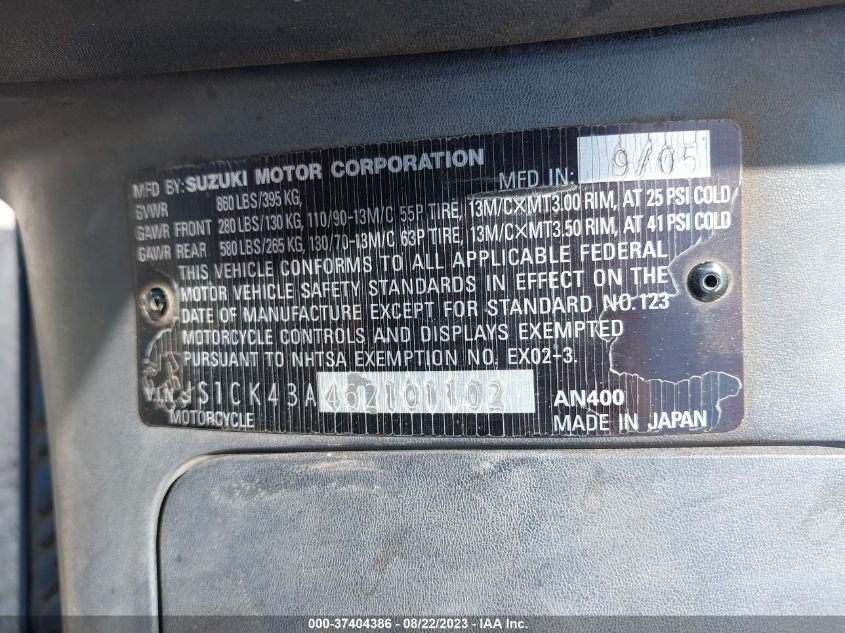 MFD BY: SUZUKI MOTOR CORPORATION MFD IN: 9/05
GVWR 860 LBS/395 KG,
GAWR FRONT 280 LBS/130 KG, 110/90-13M/C 55P TIRE, 13M/C×MT3.00 RIM, AT 25 PSI COLD
GAWR REAR 580 LBS/265 KG, 130/70-13M/C 63P TIRE, 13M/C×MT3.50 RIM, AT 41 PSI COLD
THIS VEHICLE CONFORMS TO ALL APPLICABLE FEDERAL
MOTOR VEHICLE SAFETY STANDARDS IN EFFECT ON THE
DATE OF MANUFACTURE EXCEPT FOR STANDARD NO. 123
MOTORCYCLE CONTROLS AND DISPLAYS EXEMPTED
PURSUANT TO NHTSA EXEMPTION NO. EX02-3.
VIN: JS1CK43A462101102 AN400
MOTORCYCLE MADE IN JAPAN
000-37404386 - 08/22/2023 - www.iaai.com